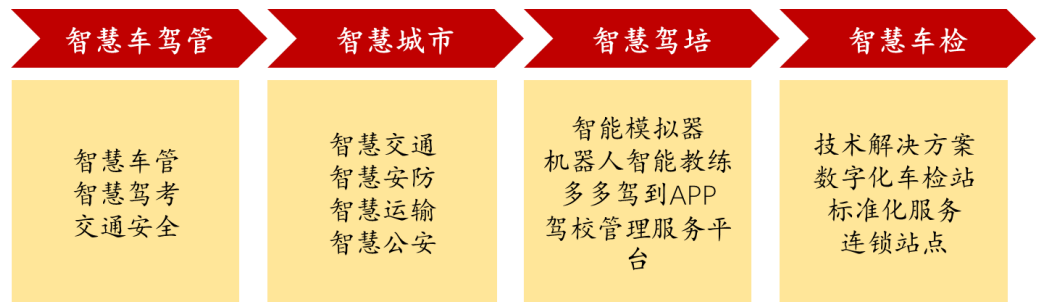 智慧车驾管
智慧城市
智慧驾培
智慧车检
智慧车管
智慧驾考
交通安全
智慧交通
智慧安防
智慧运输
智慧公安
智能模拟器
机器人智能教练
多多驾到APP
驾校管理服务平
台
技术解决方案
数字化车检站
标准化服务
连锁站点